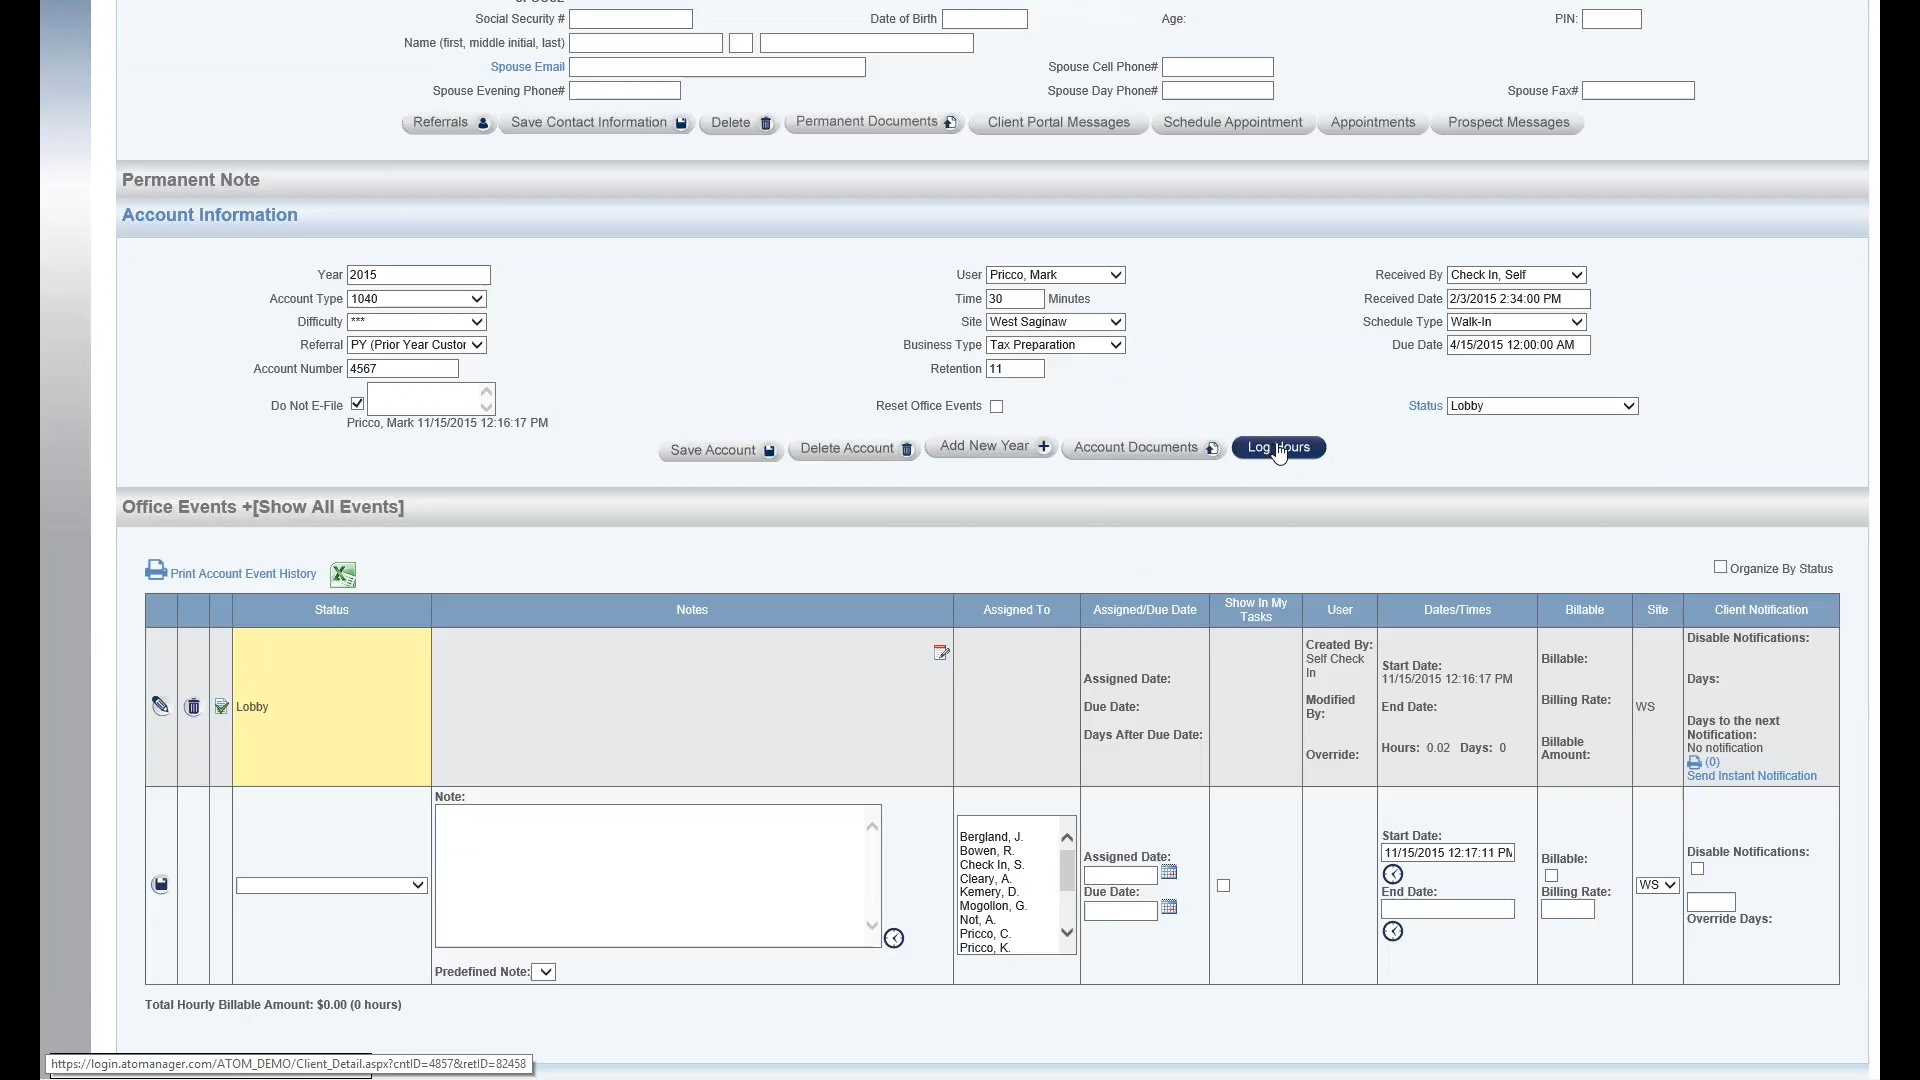 Social Security #
Date of Birth
Age:
PIN:
Name (first, middle initial, last)
Spouse Email
Spouse Cell Phone#
Spouse Evening Phone#
Spouse Day Phone#
Spouse Fax#
Referrals
Save Contact Information
Delete
Permanent Documents
Client Portal Messages
Schedule Appointment
Appointments
Prospect Messages
Permanent Note
Account Information
Year 2015
User Pricco, Mark
Received By Check In, Self
Account Type 1040
Time 30 Minutes
Received Date 2/3/2015 2:34:00 PM
Difficulty ***
Site West Saginaw
Schedule Type Walk-In
Referral PY (Prior Year Custor
Business Type Tax Preparation
Due Date 4/15/2015 12:00:00 AM
Account Number 4567
Retention 11
Do Not E-File
Reset Office Events
Status Lobby
Pricco, Mark 11/15/2015 12:16:17 PM
Save Account
Delete Account
Add New Year +
Account Documents
Log Hours
Office Events +[Show All Events]
Print Account Event History
Organize By Status
Status
Notes
Assigned To
Assigned/Due Date
Show In My
Tasks
User
Dates/Times
Billable
Site
Client Notification
Lobby
Assigned Date:
Due Date:
Days After Due Date:
Created By:
Self Check
In
Modified
By:
Override:
Start Date:
11/15/2015 12:16:17 PM
End Date:
Hours: 0.02 Days: 0
Billable:
Billing Rate:
Billable
Amount:
WS
Disable Notifications:
Days:
Days to the next
Notification:
No notification
(0)
Send Instant Notification
Note:
Predefined Note:
Bergland, J.
Bowen, R.
Check In, S.
Cleary, A.
Kemery, D.
Mogollon, G.
Not, A.
Pricco, C.
Pricco, K.
Assigned Date:
Due Date:
Start Date:
11/15/2015 12:17:11 PM
End Date:
Billable:
Billing Rate:
WS
Disable Notifications:
Override Days:
Total Hourly Billable Amount: $0.00 (0 hours)
https://login.atomanager.com/ATOM_DEMO/Client_Detail.aspx?cntID=4857&retID=82458